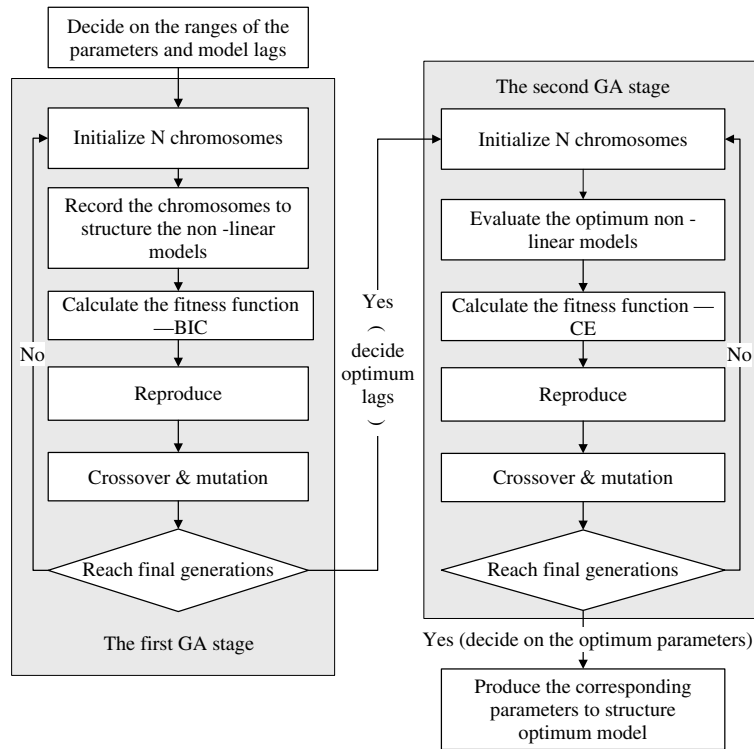 Decide on the ranges of the
parameters and model lags
Initialize N chromosomes
Record the chromosomes to
structure the non -linear
models
Calculate the fitness function
—BIC
No
Reproduce
Crossover & mutation
Reach final generations
The first GA stage
Yes
(
decide
optimum
lags
)
The second GA stage
Initialize N chromosomes
Evaluate the optimum non -
linear models
Calculate the fitness function —
CE
No
Reproduce
Crossover & mutation
Reach final generations
Yes (decide on the optimum parameters)
Produce the corresponding
parameters to structure
optimum model